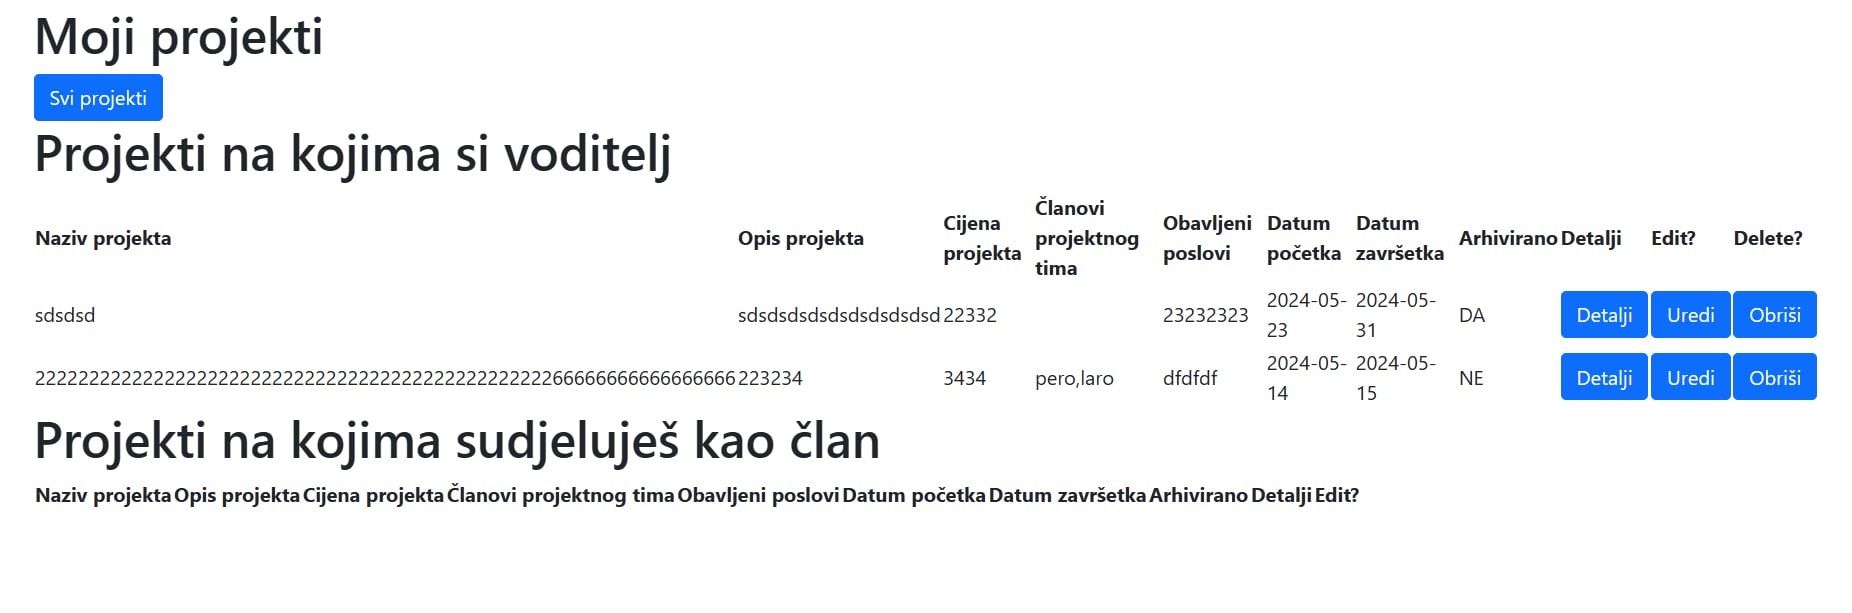 Moji projekti
Svi projekti
Projekti na kojima si voditelj
Naziv projekta Opis projekta Cijena projekta Članovi projektnog tima Obavljeni poslovi Datum početka Datum završetka Arhivirano Detalji Edit? Delete?
sdsdsd sdsdsdsdsdsdsdsdsdsd 22332 23232323 2024-05-23 2024-05-31 DA Detalji Uredi Obriši
22222222222222222222222222222222222222222222222266666666666666666 223234 3434 pero,laro dfdfdf 2024-05-14 2024-05-15 NE Detalji Uredi Obriši
Projekti na kojima sudjeluješ kao član
Naziv projekta Opis projekta Cijena projekta Članovi projektnog tima Obavljeni poslovi Datum početka Datum završetka Arhivirano Detalji Edit?